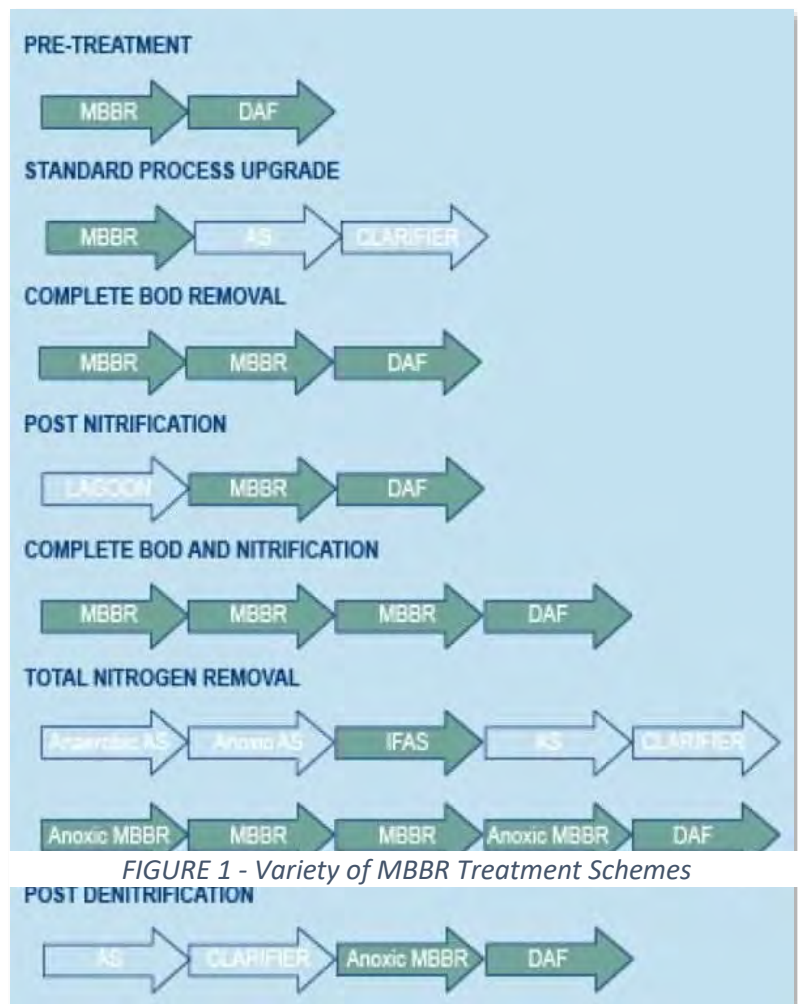 PRE-TREATMENT
MBBR DAF
STANDARD PROCESS UPGRADE
MBBR AS CLARIFIER
COMPLETE BOD REMOVAL
MBBR MBBR DAF
POST NITRIFICATION
LAGOON MBBR DAF
COMPLETE BOD AND NITRIFICATION
MBBR MBBR MBBR DAF
TOTAL NITROGEN REMOVAL
Anaerobic AS Anoxic AS IFAS AS CLARIFIER
Anoxic MBBR MBBR MBBR Anoxic MBBR DAF
FIGURE 1 - Variety of MBBR Treatment Schemes
POST DENITRIFICATION
AS CLARIFIER Anoxic MBBR DAF